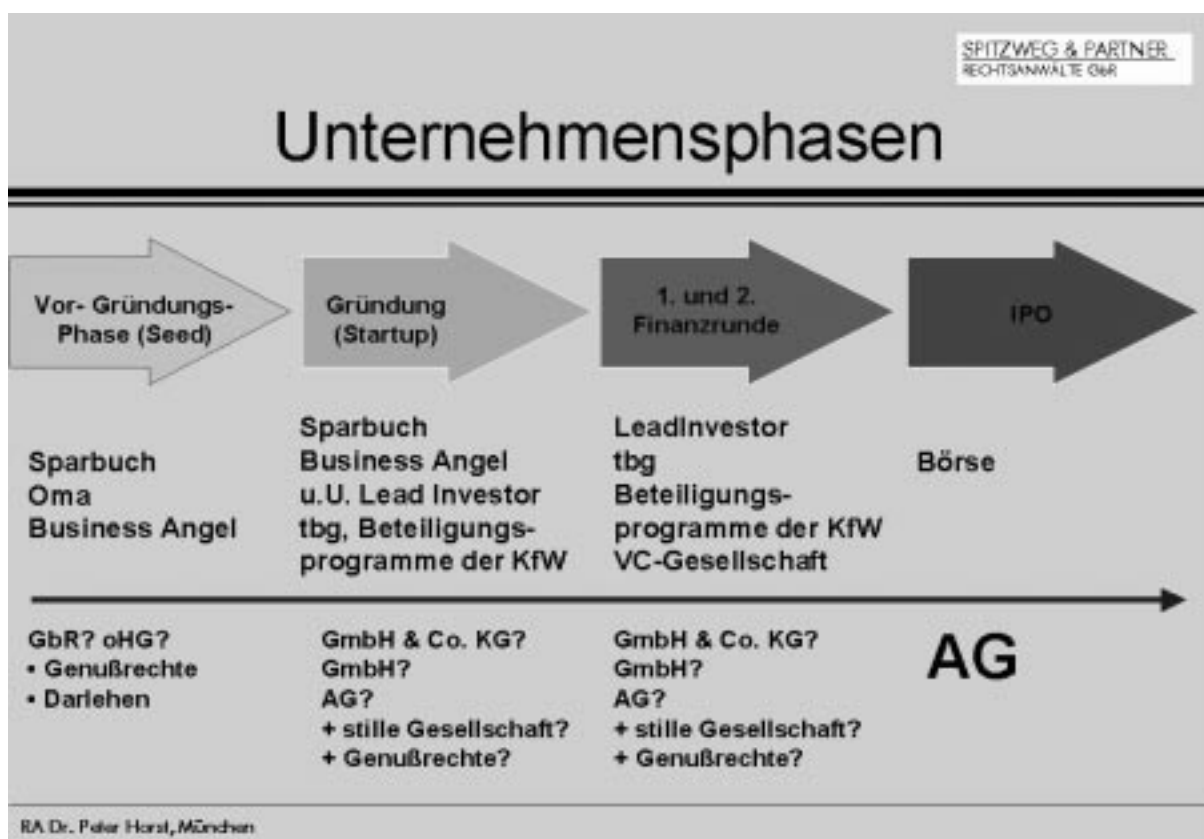 SPITZWEG & PARTNER
RECHTSANWÄLTE GbR
Unternehmensphasen
Vor- Gründungs-
Phase (Seed)
Gründung
(Startup)
1. und 2.
Finanzrunde
IPO
Sparbuch
Oma
Business Angel
Sparbuch
Business Angel
u.U. Lead Investor
tbg, Beteiligungs-
programme der KfW
LeadInvestor
tbg
Beteiligungs-
programme der KfW
VC-Gesellschaft
Börse
GbR? oHG?
• Genußrechte
• Darlehen
GmbH & Co. KG?
GmbH?
AG?
+ stille Gesellschaft?
+ Genußrechte?
GmbH & Co. KG?
GmbH?
AG?
+ stille Gesellschaft?
+ Genußrechte?
AG
RA Dr. Peter Horst, München